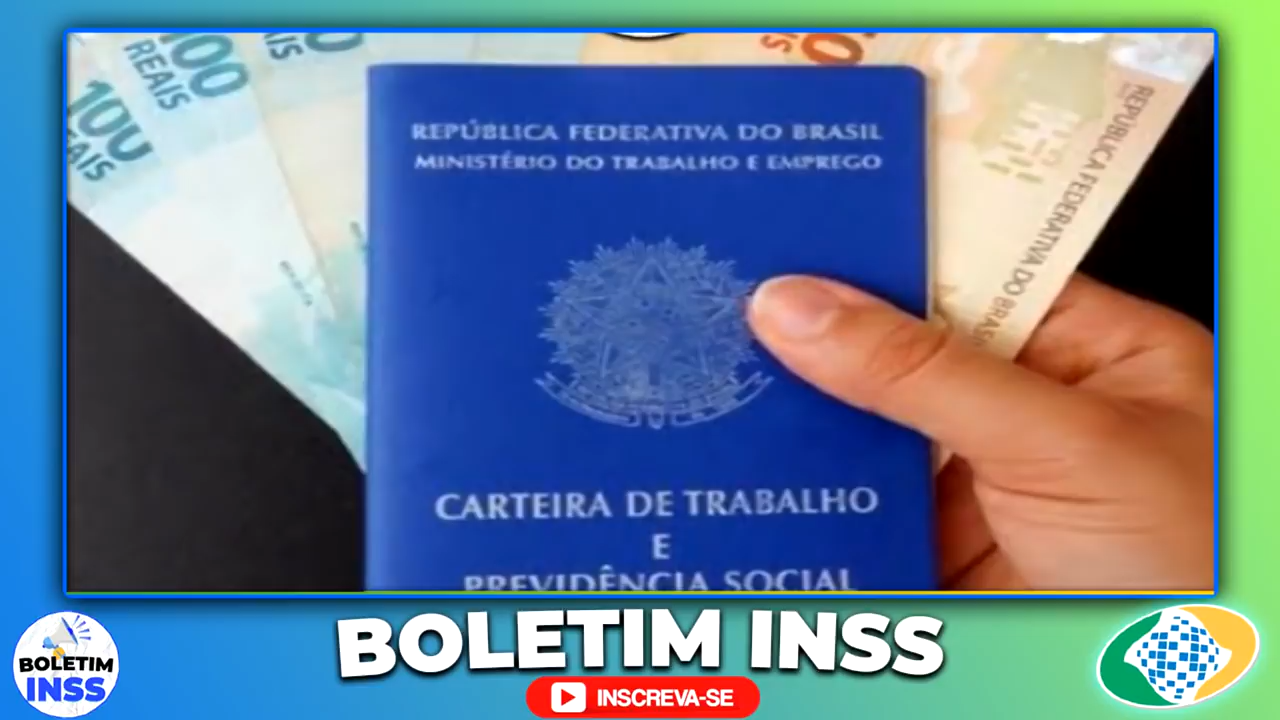 100
REAIS
100
REAIS
REPÚBLICA FEDERATIVA DO BRASIL
MINISTÉRIO DO TRABALHO E EMPREGO
REPÚBLICA FEDERATIVA DO BRASIL
CARTEIRA DE TRABALHO
E
PREVIDÊNCIA SOCIAL
BOLETIM INSS
INSCREVA-SE
BOLETIM
INSS